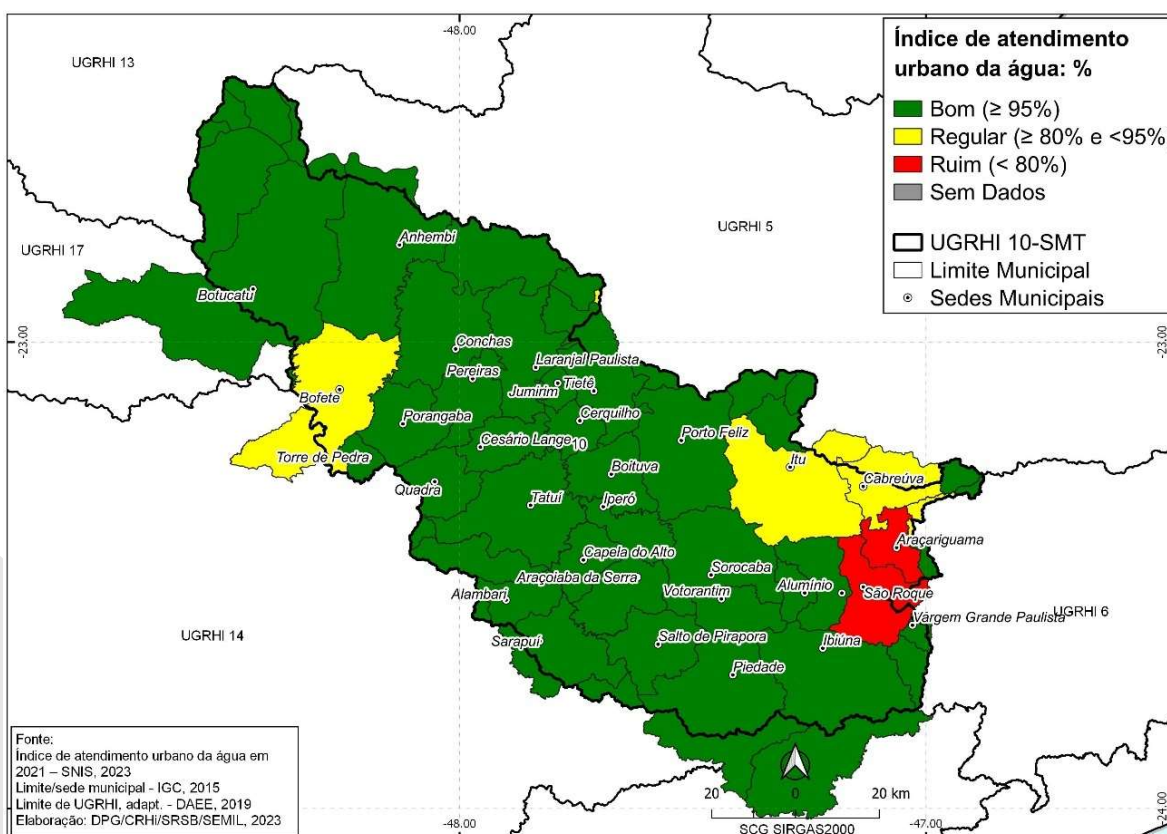 -48.00
UGRHI 13
Índice de atendimento
urbano da água: %
Bom (≥ 95%)
Regular (≥ 80% e <95%
Ruim (< 80%)
Sem Dados
UGRHI 10-SMT
Limite Municipal
Sedes Municipais
UGRHI 5
UGRHI 17
Anhembi
Botucatu
-23.00
-23.00
Conchas
Laranjal Paulista
Pereiras
Jumirim
Tietê
Bofete
Porangaba
Cerquilho
Cesário Lange
10
Porto Feliz
Torre de Pedra
Boituva
Itu
Cabreúva
Quadra
Tatuí
Iperó
Araçariguama
Capela do Alto
Araçoiaba da Serra
Sorocaba
Alambari
Votorantim
Alumínio
São Roque
Vargem Grande Paulista
UGRHI 6
UGRHI 14
Sarapuí
Salto de Pirapora
Ibiúna
Piedade
Fonte:
Índice de atendimento urbano da água em
2021 – SNIS, 2023
Limite/sede municipal - IGC, 2015
Limite de UGRHI, adapt. - DAEE, 2019
Elaboração: DPG/CRHi/SRSB/SEMIL, 2023
20 0 20 km
-48.00
-47.00
-24.00
SCG SIRGAS2000